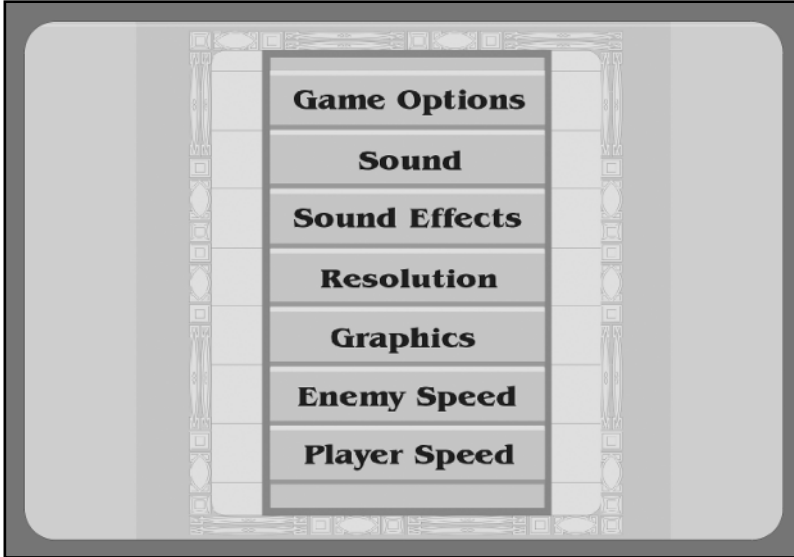 Game Options
Sound
Sound Effects
Resolution
Graphics
Enemy Speed
Player Speed